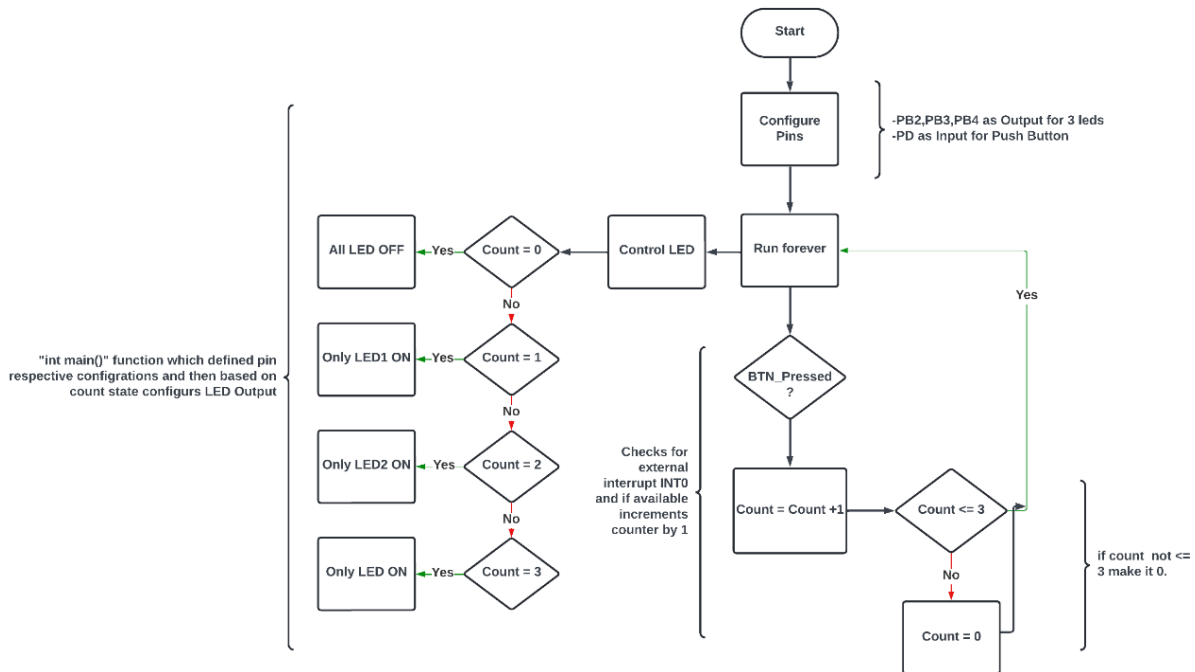 Start
Configure
Pins
-PB2,PB3,PB4 as Output for 3 leds
-PD as Input for Push Button
All LED OFF
Yes
Count = 0
Control LED
Run forever
No
Yes
Only LED1 ON
Yes
Count = 1
"int main()" function which defined pin
respective configrations and then based on
count state configurs LED Output
BTN_Pressed
?
No
Only LED2 ON
Yes
Count = 2
Checks for
external
interrupt INT0
and if available
increments
counter by 1
Count = Count +1
Count <= 3
No
Only LED ON
Yes
Count = 3
No
if count  not <=
3 make it 0.
Count = 0